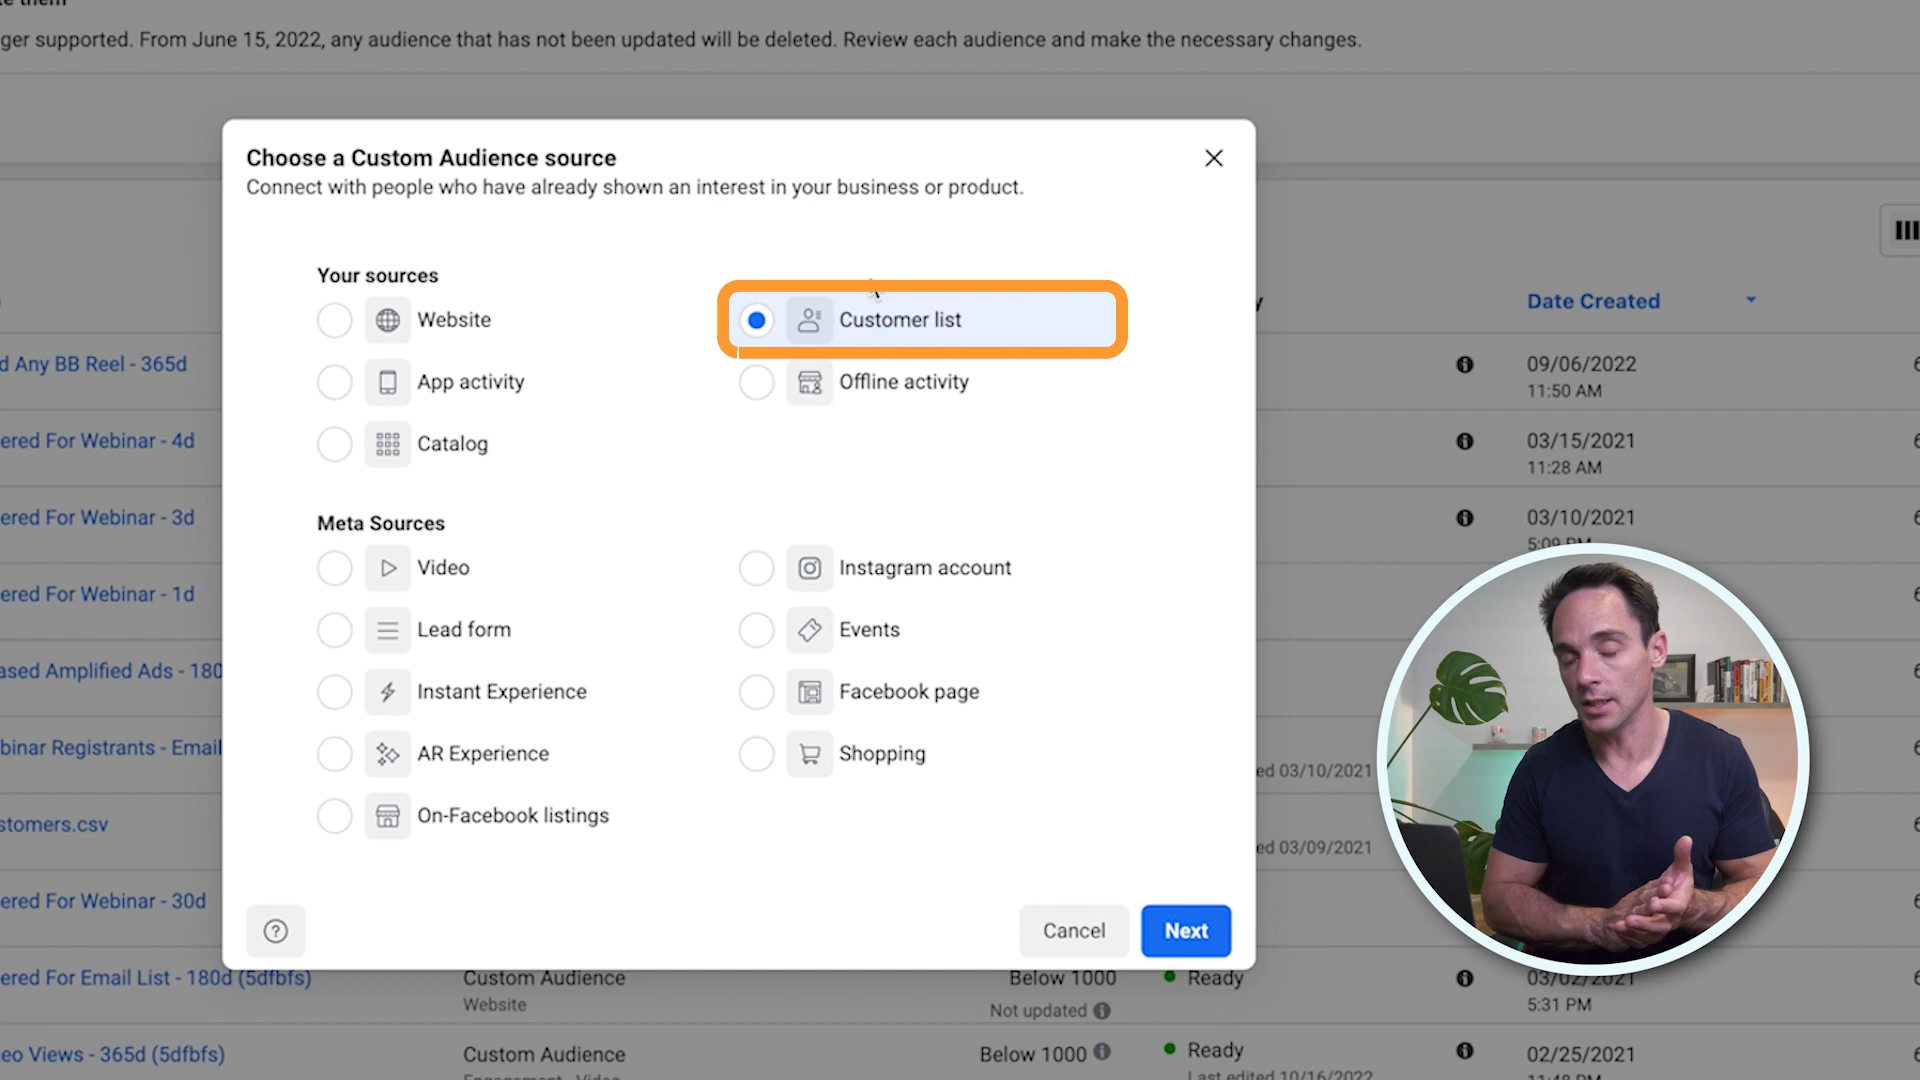 ger supported. From June 15, 2022, any audience that has not been updated will be deleted. Review each audience and make the necessary changes.
Choose a Custom Audience source
Connect with people who have already shown an interest in your business or product.
Your sources
Website
Customer list
App activity
Offline activity
Catalog
Meta Sources
Video
Instagram account
Lead form
Events
Instant Experience
Facebook page
AR Experience
Shopping
On-Facebook listings
Cancel
Next
Date Created
d Any BB Reel - 365d
09/06/2022
11:50 AM
ered For Webinar - 4d
03/15/2021
11:28 AM
ered For Webinar - 3d
03/10/2021
5:09 PM
ered For Webinar - 1d
ased Amplified Ads - 180
binar Registrants - Email
ed 03/10/2021
stomers.csv
ed 03/09/2021
ered For Webinar - 30d
ered For Email List - 180d (5dfbfs)
Custom Audience
Website
Below 1000
Not updated
Ready
03/02/2021
5:31 PM
eo Views - 365d (5dfbfs)
Custom Audience
Below 1000
Ready
Last edited 10/16/2022
02/25/2021